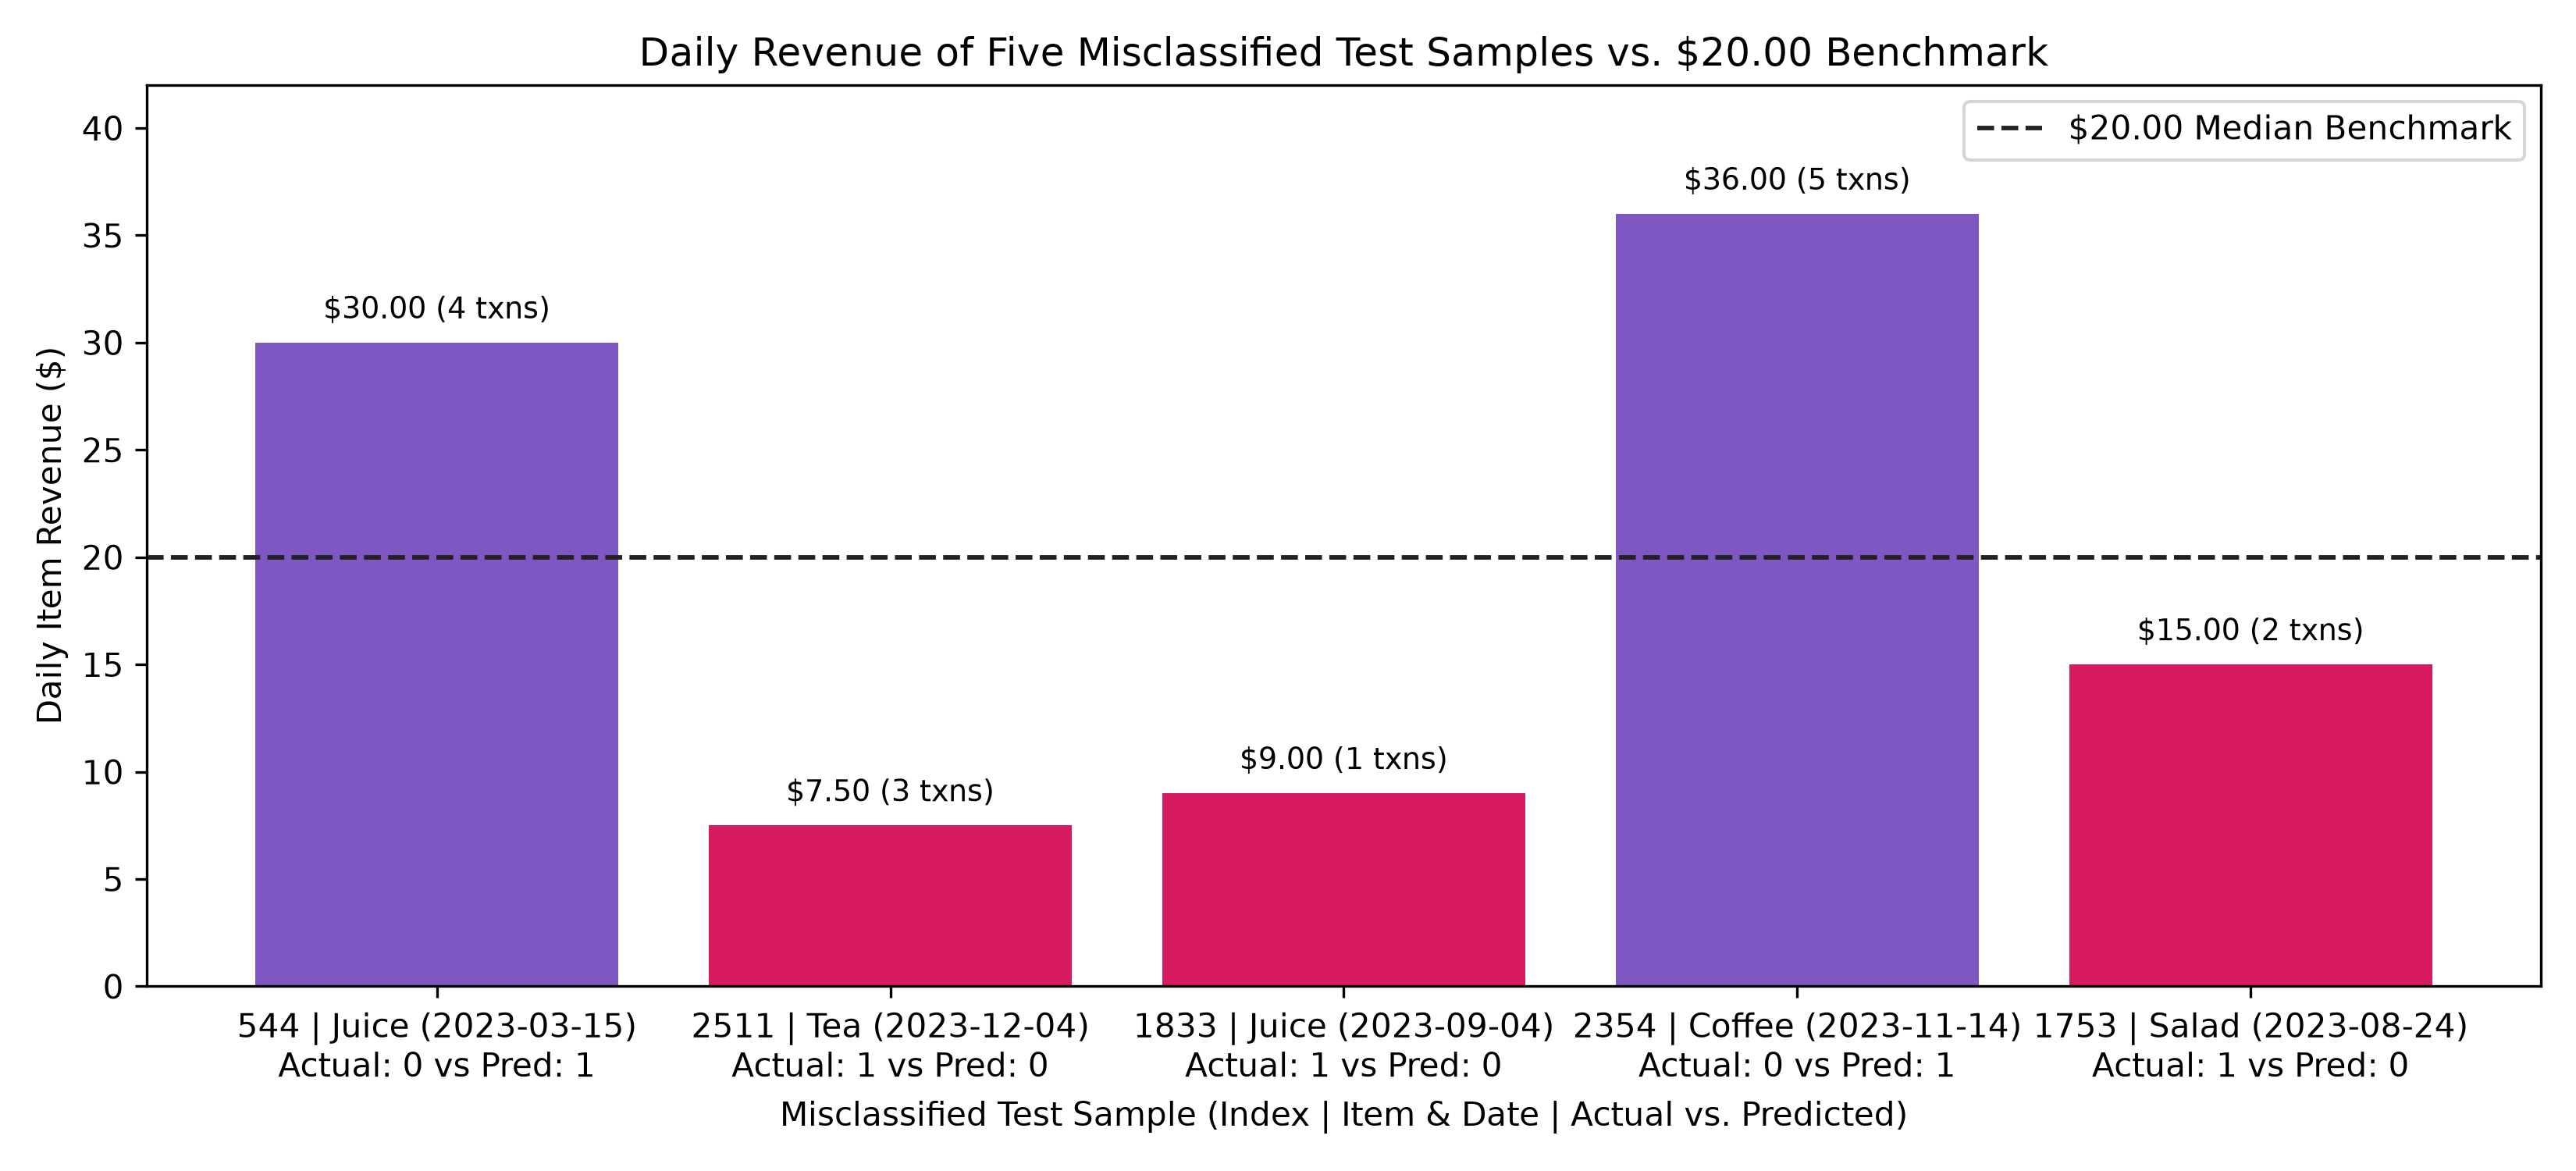 Daily Revenue of Five Misclassified Test Samples vs. $20.00 Benchmark
$20.00 Median Benchmark
Daily Item Revenue ($)
40
35
30
25
20
15
10
5
0
$30.00 (4 txns)
$7.50 (3 txns)
$9.00 (1 txns)
$36.00 (5 txns)
$15.00 (2 txns)
544 | Juice (2023-03-15)
Actual: 0 vs Pred: 1
2511 | Tea (2023-12-04)
Actual: 1 vs Pred: 0
1833 | Juice (2023-09-04)
Actual: 1 vs Pred: 0
2354 | Coffee (2023-11-14)
Actual: 0 vs Pred: 1
1753 | Salad (2023-08-24)
Actual: 1 vs Pred: 0
Misclassified Test Sample (Index | Item & Date | Actual vs. Predicted)